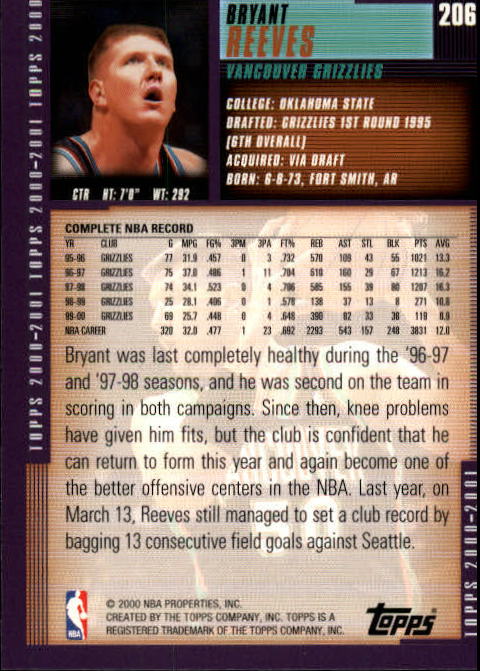 BRYANT
REEVES
206
VANCOUVER GRIZZLIES
COLLEGE: OKLAHOMA STATE
DRAFTED: GRIZZLIES 1ST ROUND 1995
(6TH OVERALL)
ACQUIRED: VIA DRAFT
BORN: 6-8-73, FORT SMITH, AR
CTR HT: 7'0" WT: 292
COMPLETE NBA RECORD
YR CLUB G MPG FG% 3PM 3PA FT% REB AST STL BLK PTS AVG
95-96 GRIZZLIES 77 31.9 .457 0 3 .732 570 109 43 55 1021 13.3
96-97 GRIZZLIES 75 37.0 .486 1 11 .704 610 160 29 67 1213 16.2
97-98 GRIZZLIES 74 34.1 .523 0 4 .706 585 155 39 80 1207 16.3
98-99 GRIZZLIES 25 28.1 .406 0 1 .578 138 37 13 8 271 10.8
99-00 GRIZZLIES 69 25.7 .448 0 4 .648 390 82 33 38 119 8.9
NBA CAREER 320 32.0 .477 1 23 .692 2293 543 157 248 3831 12.0
Bryant was last completely healthy during the '96-97
and '97-98 seasons, and he was second on the team in
scoring in both campaigns. Since then, knee problems
have given him fits, but the club is confident that he
can return to form this year and again become one of
the better offensive centers in the NBA. Last year, on
March 13, Reeves still managed to set a club record by
bagging 13 consecutive field goals against Seattle.
NBA
© 2000 NBA PROPERTIES, INC.
CREATED BY THE TOPPS COMPANY, INC. TOPPS IS A
REGISTERED TRADEMARK OF THE TOPPS COMPANY, INC.
TOPPS
TOPPS 2000-2001 TOPPS 2000-2001 TOPPS 2000
TOPPS 2000-2001